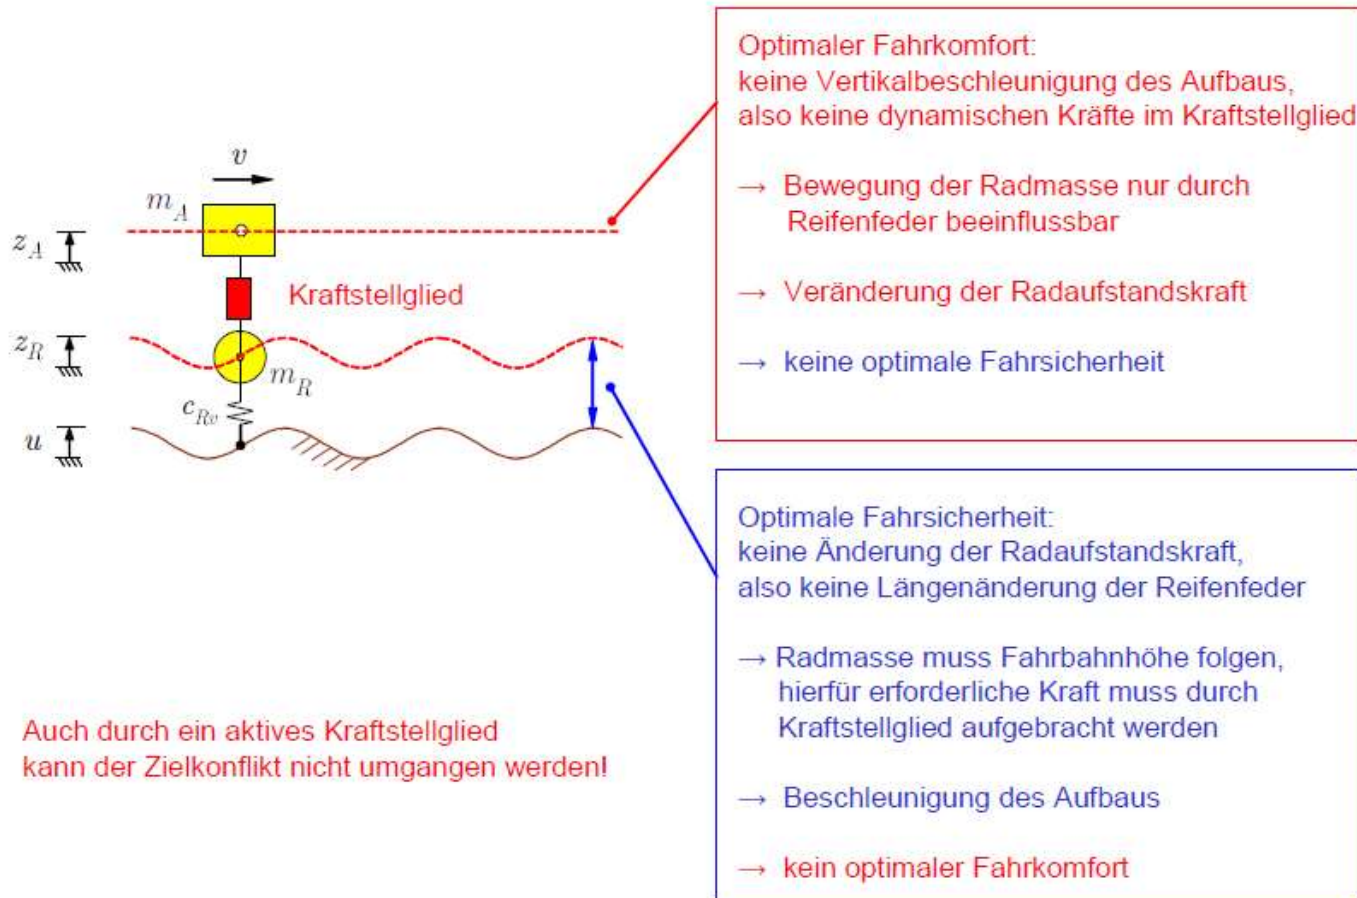 Optimaler Fahrkomfort:
keine Vertikalbeschleunigung des Aufbaus,
also keine dynamischen Kräfte im Kraftstellglied
→ Bewegung der Radmasse nur durch
Reifenfeder beeinflussbar
→ Veränderung der Radaufstandskraft
→ keine optimale Fahrsicherheit
v
m_A
z_A
Kraftstellglied
z_R
m_R
c_Rv
u
Optimale Fahrsicherheit:
keine Änderung der Radaufstandskraft,
also keine Längenänderung der Reifenfeder
→ Radmasse muss Fahrbahnhöhe folgen,
hierfür erforderliche Kraft muss durch
Kraftstellglied aufgebracht werden
→ Beschleunigung des Aufbaus
→ kein optimaler Fahrkomfort
Auch durch ein aktives Kraftstellglied
kann der Zielkonflikt nicht umgangen werden!